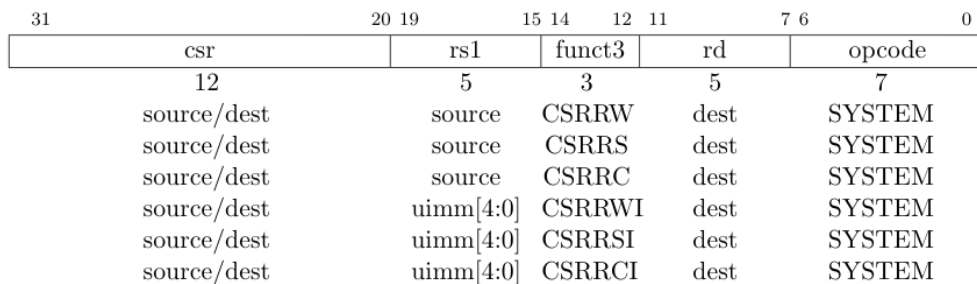 31 20 19 15 14 12 11 7 6 0
csr rs1 funct3 rd opcode
12 5 3 5 7
source/dest source CSRRW dest SYSTEM
source/dest source CSRRS dest SYSTEM
source/dest source CSRRC dest SYSTEM
source/dest uimm[4:0] CSRRWI dest SYSTEM
source/dest uimm[4:0] CSRRSI dest SYSTEM
source/dest uimm[4:0] CSRRCI dest SYSTEM